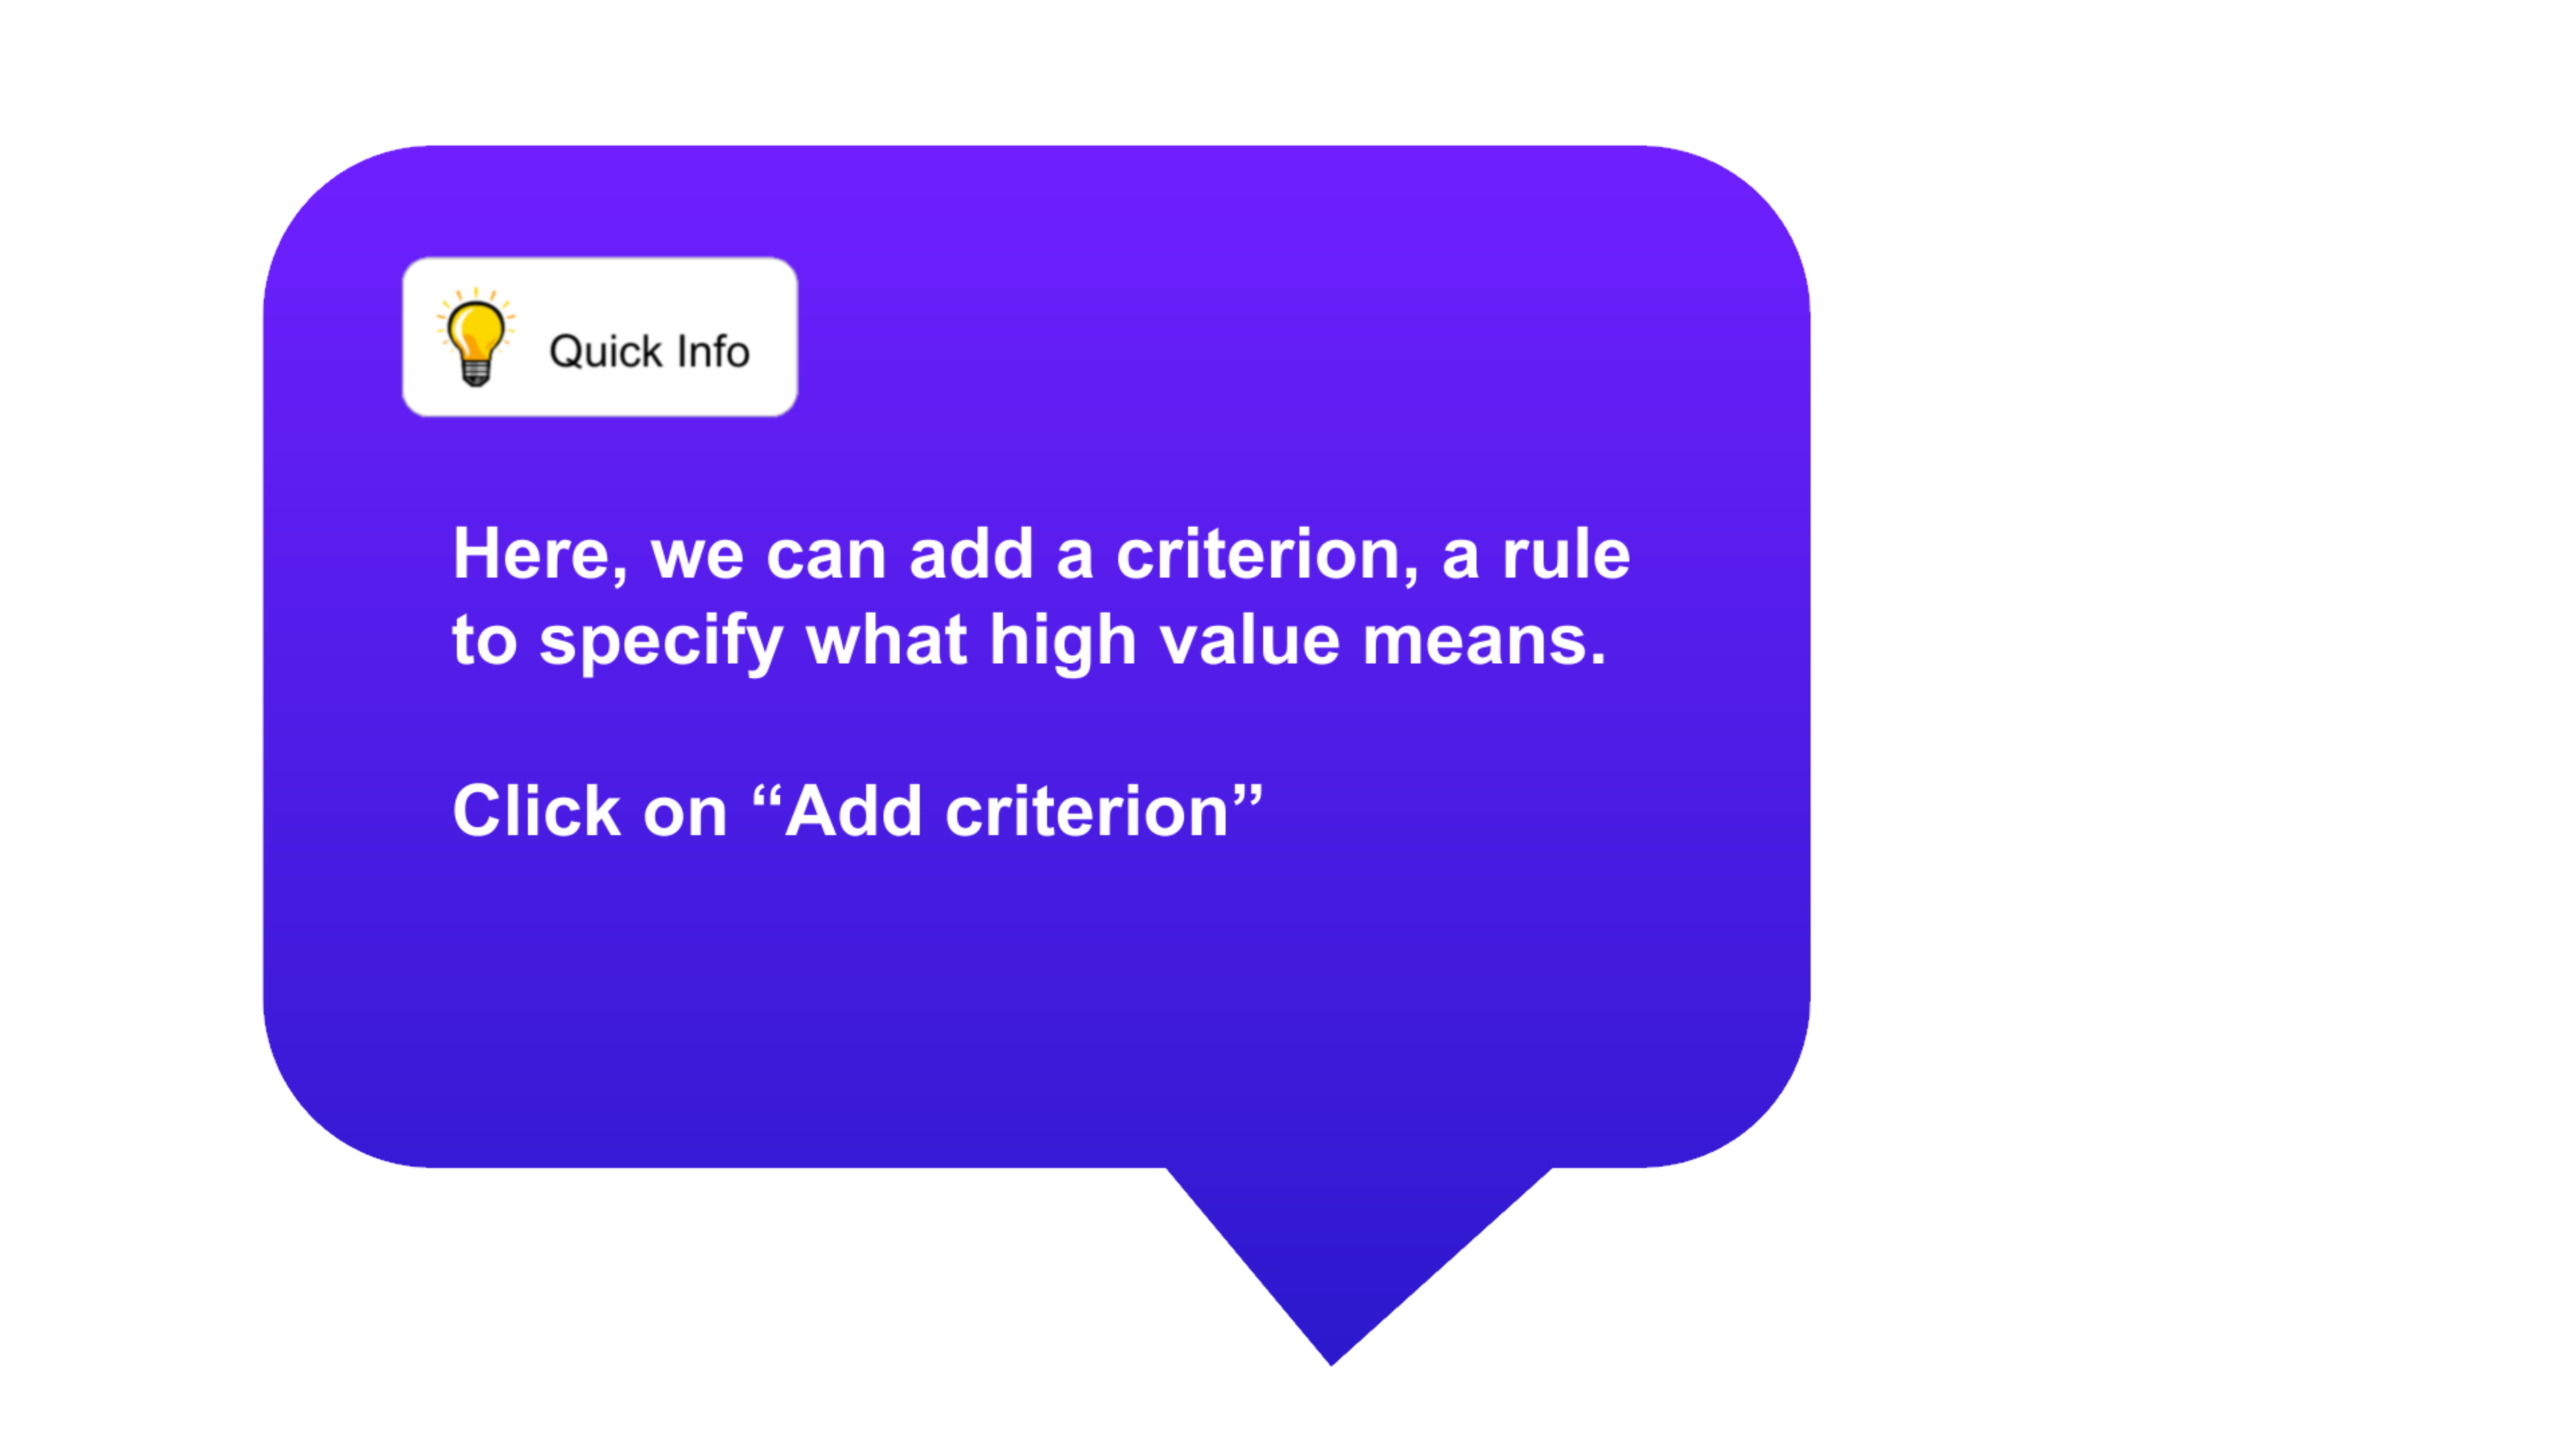 Quick Info
Here, we can add a criterion, a rule
to specify what high value means.
Click on “Add criterion”